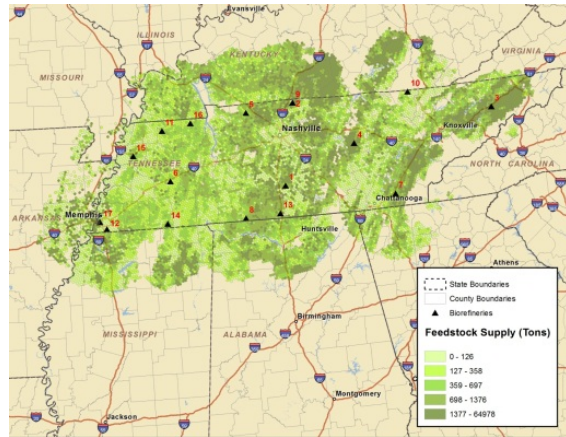 Evansville
ILLINOIS
KENTUCKY
VIRGINIA
MISSOURI
10
9
2
3
8
16
11
Nashville
Knoxville
4
15
TENNESSEE
NORTH CAROLINA
6
1
7
Chattanooga
ARKANSAS
Memphis
17
12
14
5
13
Huntsville
Athens
MISSISSIPPI
ALABAMA
Birmingham
Montgomery
Jackson
State Boundaries
County Boundaries
Biorefineries
Feedstock Supply (Tons)
0 - 126
127 - 358
359 - 697
698 - 1376
1377 - 64978